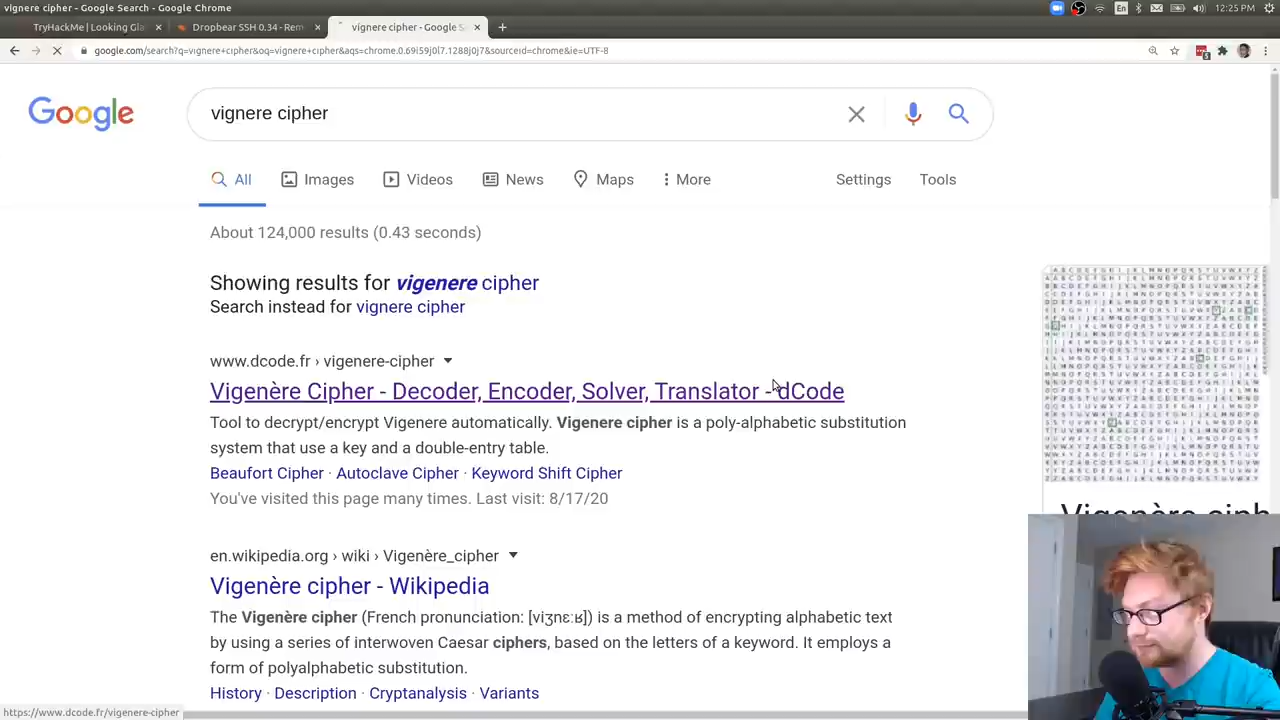 vignere cipher - Google Search - Google Chrome
En
12:25 PM
TryHackMe | Looking Gla
Dropbear SSH 0.34 - Rem
vignere cipher - Google S
google.com/search?q=vignere+cipher&oq=vignere+cipher&aqs=chrome.0.69i59j0l7.1288j0j7&sourceid=chrome&ie=UTF-8
Google
vignere cipher
All
Images
Videos
News
Maps
More
Settings
Tools
About 124,000 results (0.43 seconds)
Showing results for vigenere cipher
Search instead for vignere cipher
www.dcode.fr › vigenere-cipher
Vigenère Cipher - Decoder, Encoder, Solver, Translator - dCode
Tool to decrypt/encrypt Vigenere automatically. Vigenere cipher is a poly-alphabetic substitution
system that use a key and a double-entry table.
Beaufort Cipher · Autoclave Cipher · Keyword Shift Cipher
You've visited this page many times. Last visit: 8/17/20
Vigenère ciph
en.wikipedia.org › wiki › Vigenère_cipher
Vigenère cipher - Wikipedia
The Vigenère cipher (French pronunciation: [viʒnɛːʁ]) is a method of encrypting alphabetic text
by using a series of interwoven Caesar ciphers, based on the letters of a keyword. It employs a
form of polyalphabetic substitution.
History · Description · Cryptanalysis · Variants
https://www.dcode.fr/vigenere-cipher